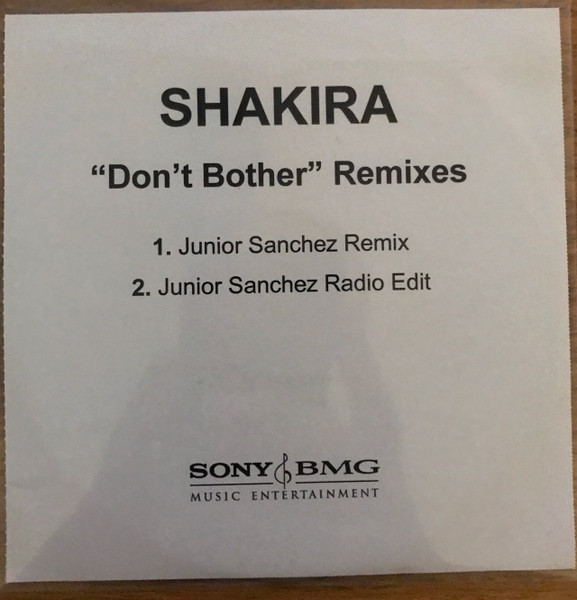 SHAKIRA
“Don’t Bother” Remixes
1. Junior Sanchez Remix
2. Junior Sanchez Radio Edit
SONY BMG
MUSIC ENTERTAINMENT